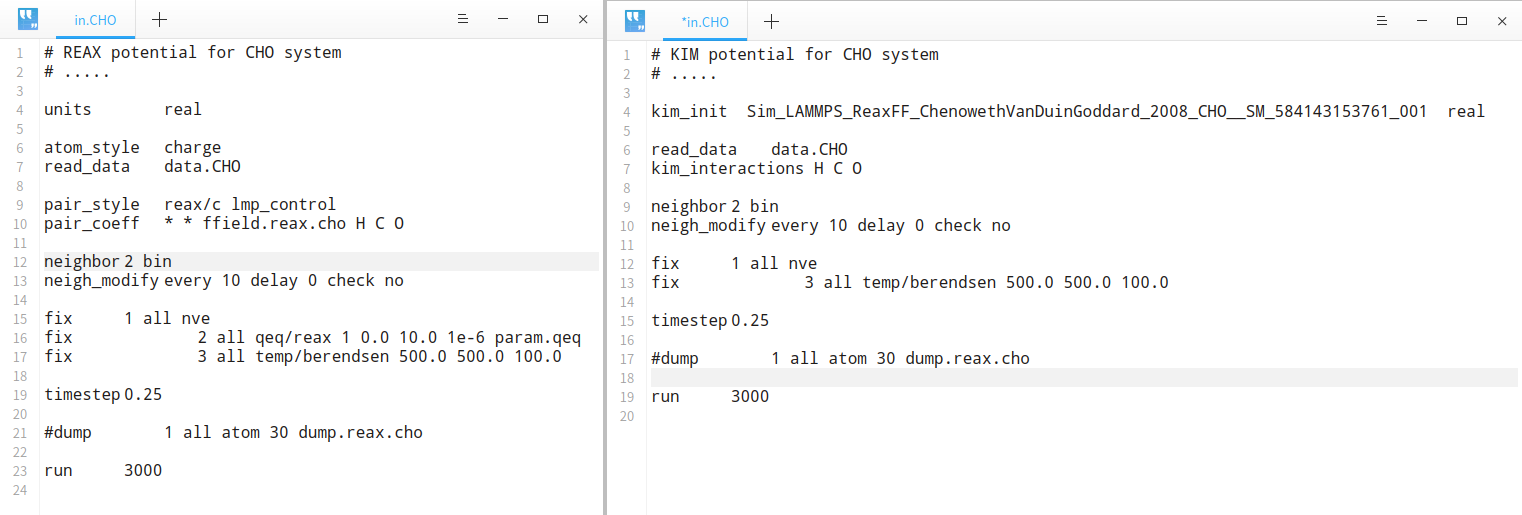 in.CHO
1 # REAX potential for CHO system
2 # .....
3
4 units real
5
6 atom_style charge
7 read_data data.CHO
8
9 pair_style reax/c lmp_control
10 pair_coeff * * ffield.reax.cho H C O
11
12 neighbor 2 bin
13 neigh_modify every 10 delay 0 check no
14
15 fix 1 all nve
16 fix 2 all qeq/reax 1 0.0 10.0 1e-6 param.qeq
17 fix 3 all temp/berendsen 500.0 500.0 100.0
18
19 timestep 0.25
20
21 #dump 1 all atom 30 dump.reax.cho
22
23 run 3000
24
*in.CHO
1 # KIM potential for CHO system
2 # .....
3
4 kim_init Sim_LAMMPS_ReaxFF_ChenowethVanDuinGoddard_2008_CHO__SM_584143153761_001 real
5
6 read_data data.CHO
7 kim_interactions H C O
8
9 neighbor 2 bin
10 neigh_modify every 10 delay 0 check no
11
12 fix 1 all nve
13 fix 3 all temp/berendsen 500.0 500.0 100.0
14
15 timestep 0.25
16
17 #dump 1 all atom 30 dump.reax.cho
18
19 run 3000
20